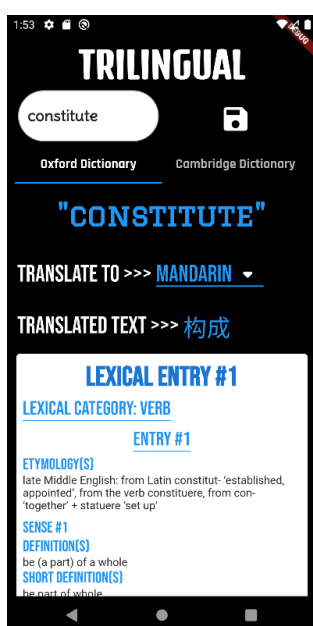 1:53
DEBUG
TRILINGUAL
constitute
Oxford Dictionary Cambridge Dictionary
"CONSTITUTE"
TRANSLATE TO >>> MANDARIN
TRANSLATED TEXT >>> 构成
LEXICAL ENTRY #1
LEXICAL CATEGORY: VERB
ENTRY #1
ETYMOLOGY(S)
late Middle English: from Latin constitut- ‘established,
appointed’, from the verb constituere, from con-
‘together’ + statuere ‘set up’
SENSE #1
DEFINITION(S)
be (a part) of a whole
SHORT DEFINITION(S)
be part of whole